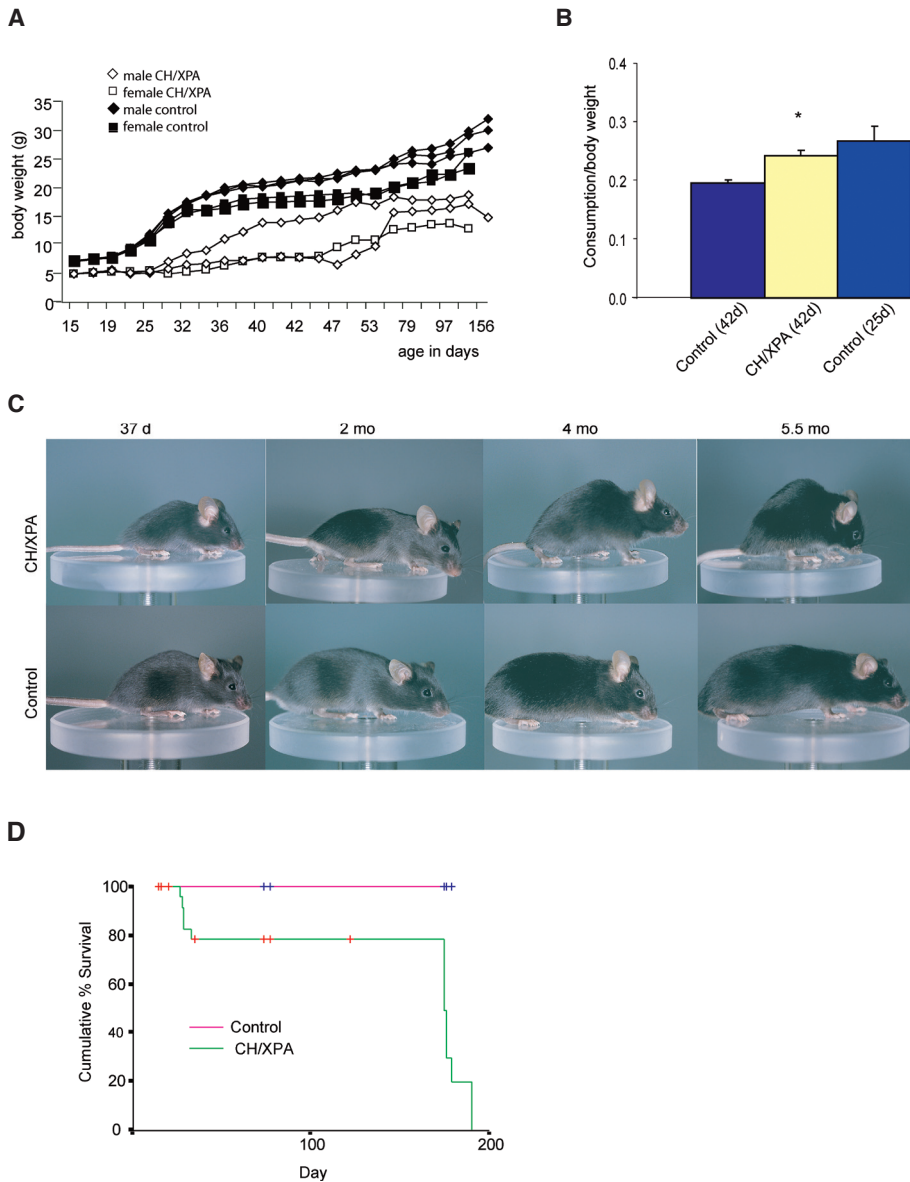 A
male CH/XPA
female CH/XPA
male control
female control
body weight (g)
35
30
25
20
15
10
5
0
15 19 25 32 36 40 42 47 53 79 97 156
age in days
B
Consumption/body weight
0.4
0.3
0.2
0.1
0.0
*
Control (42d)
CH/XPA (42d)
Control (25d)
C
37 d 2 mo 4 mo 5.5 mo
CH/XPA
Control
D
Cumulative % Survival
100
80
60
40
20
0
Control
CH/XPA
100 200
Day